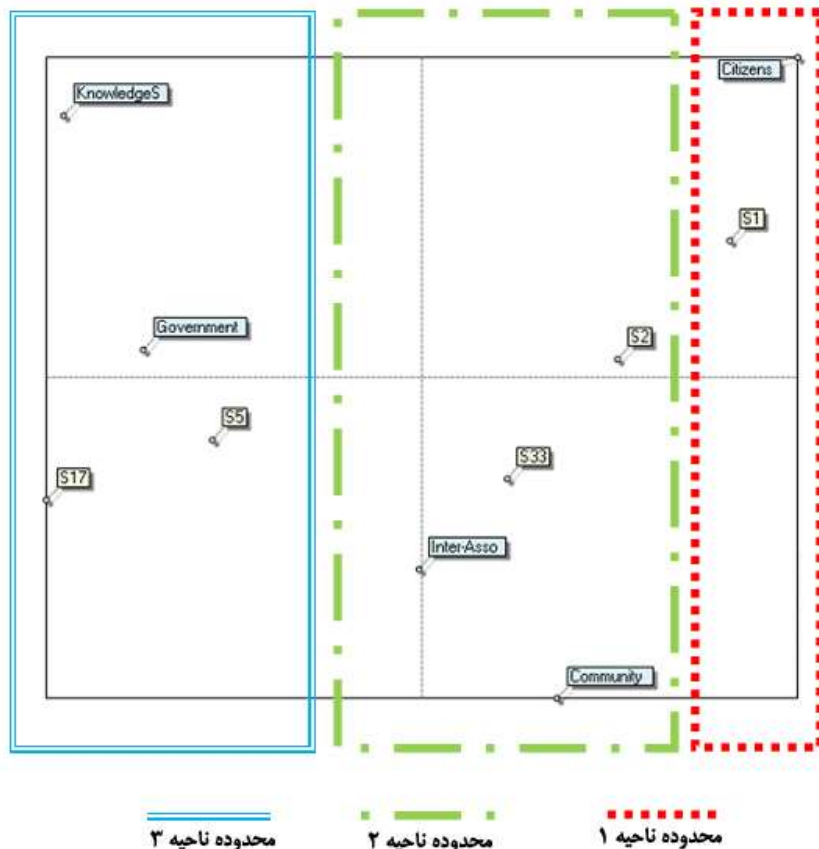 Citizens
KnowledgeS
S1
Government
S2
S5
S33
S17
Inter-Asso
Community
محدوده ناحیه ۱
محدوده ناحیه ۲
محدوده ناحیه ۳